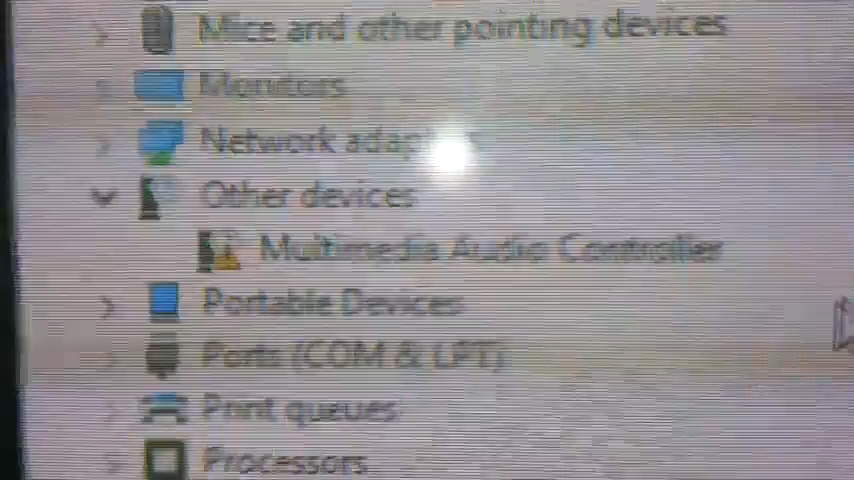 Mice and other pointing devices
Monitors
Network
Other devices
Multimedia Audio Controller
Portable Devices
Ports (COM & LPT)
Print queues
Processors